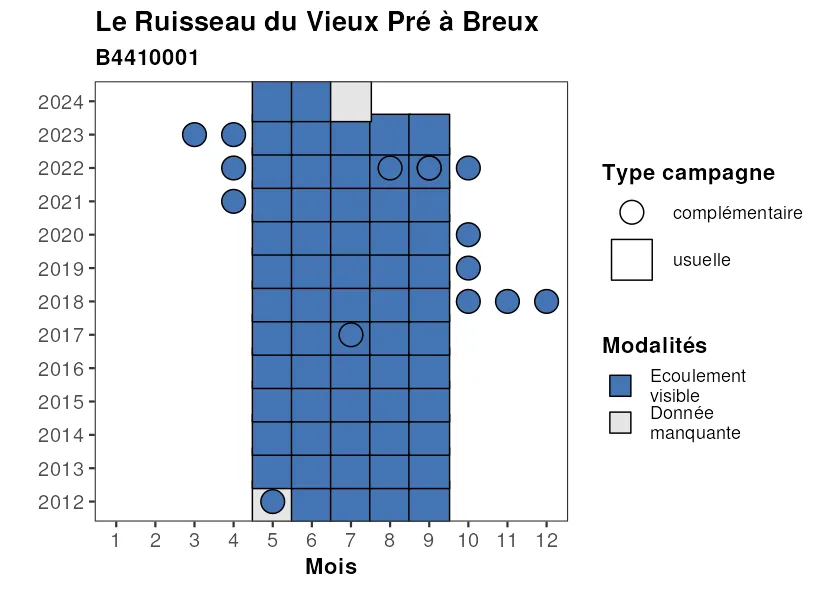 Le Ruisseau du Vieux Pré à Breux
B4410001
2024
2023
2022
2021
2020
2019
2018
2017
2016
2015
2014
2013
2012
1 2 3 4 5 6 7 8 9 10 11 12
Mois
Type campagne
complémentaire
usuelle
Modalités
Ecoulement
visible
Donnée
manquante